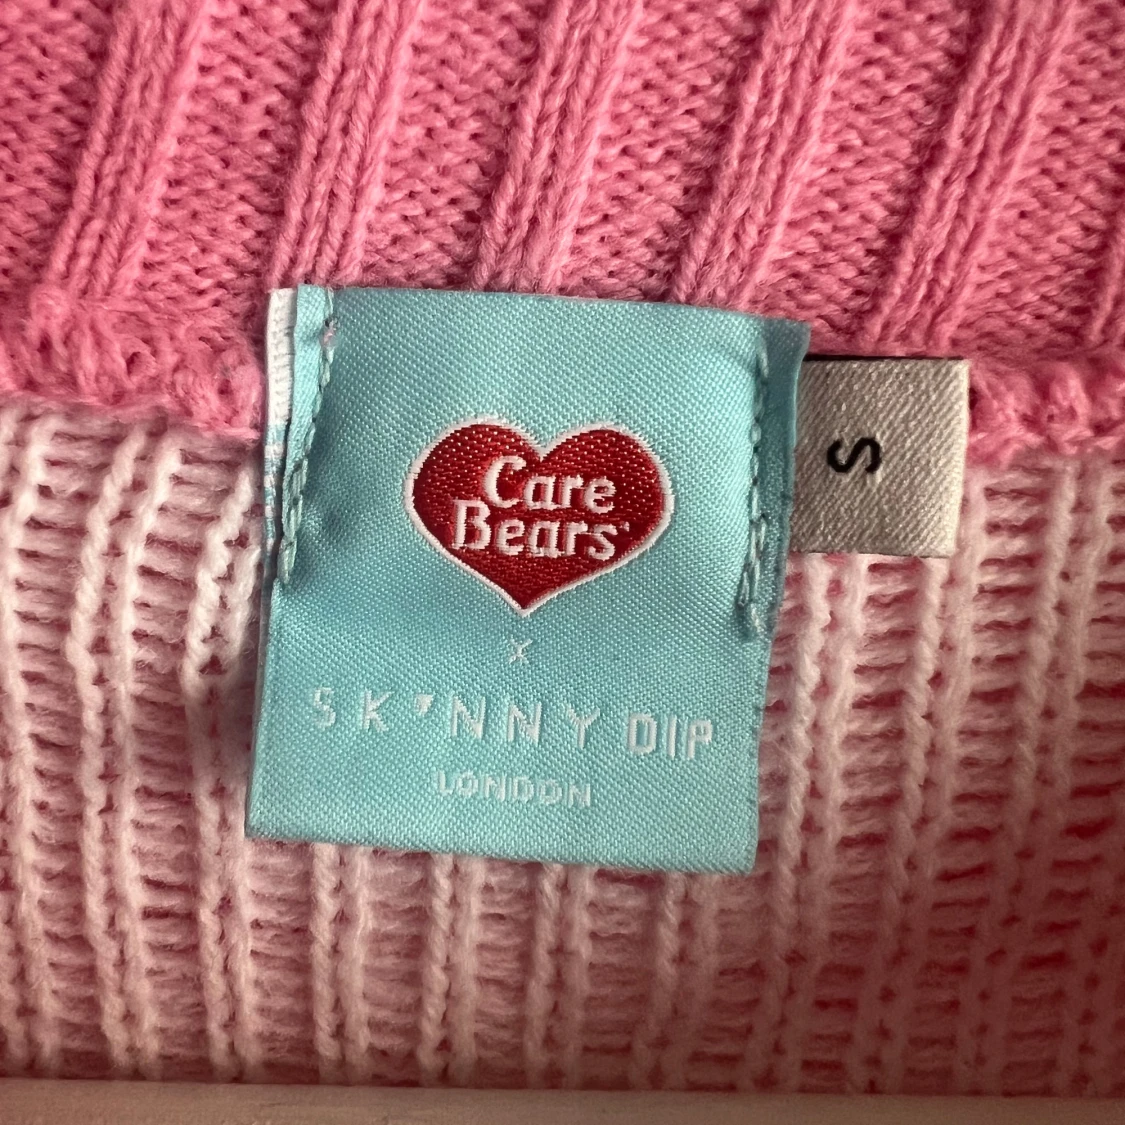 Care
Bears
x
SK'NNY DIP
LONDON
S